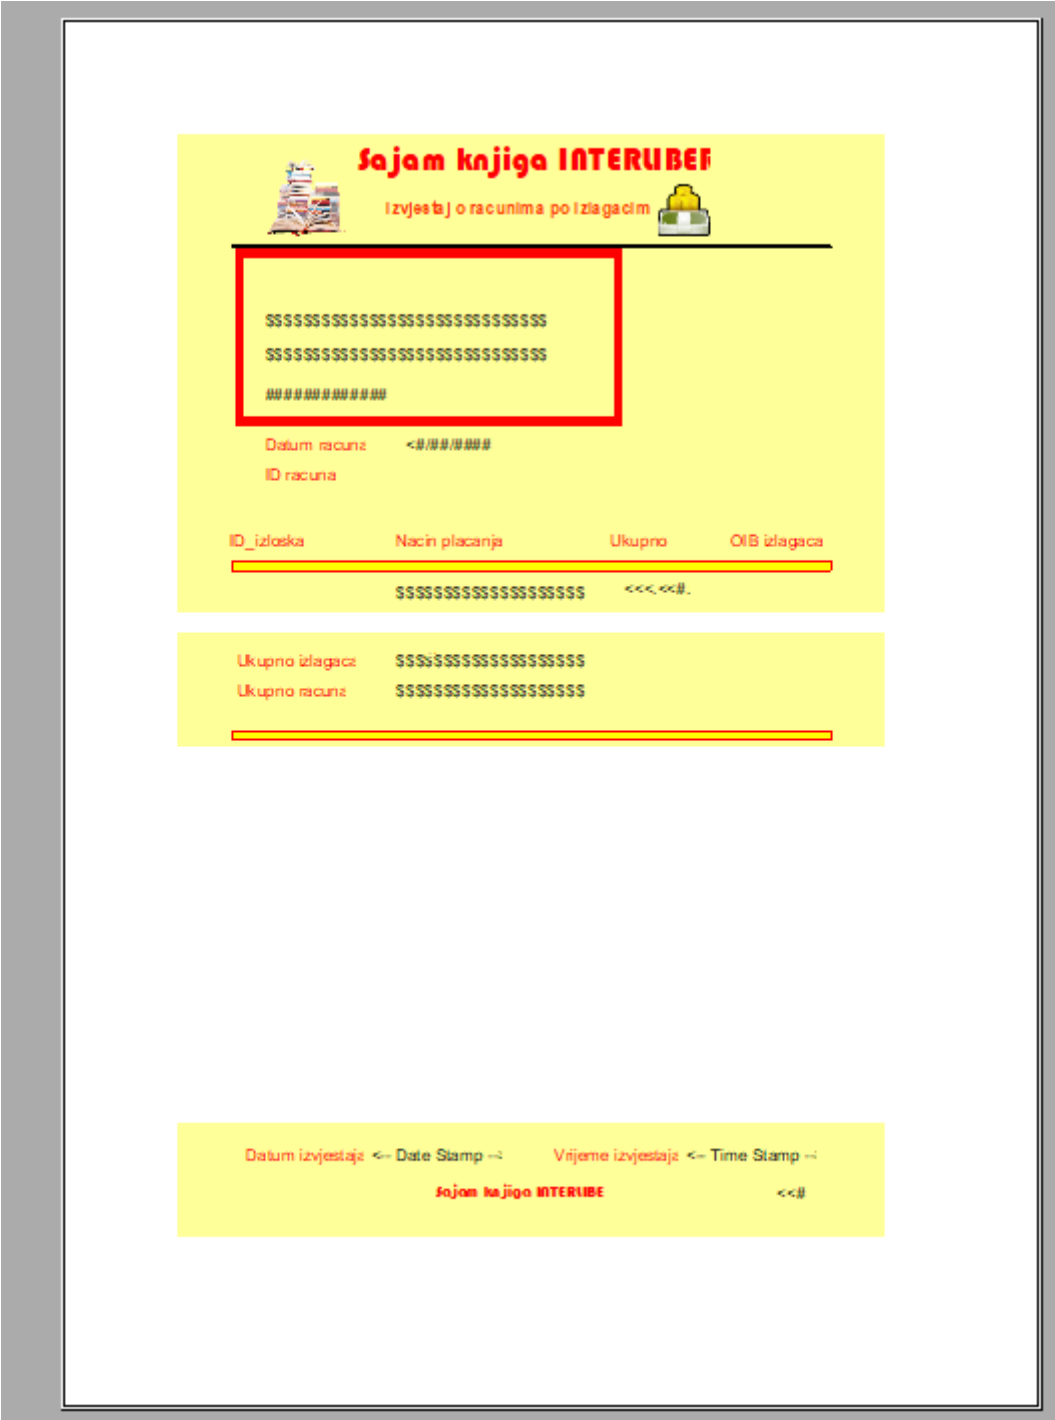 Sajam knjiga INTERLIBER
Izvjestaj o racunima po izlagacim
$$$$$$$$$$$$$$$$$$$$$$$$$$$$$$
$$$$$$$$$$$$$$$$$$$$$$$$$$$$$$
#############
Datum racuna <#/##/####
ID racuna
ID_izloska Nacin placanja Ukupno OIB izlagaca
$$$$$$$$$$$$$$$$$$$$ <<<.<<#.
Ukupno izlagaca $$$$$$$$$$$$$$$$$$$$
Ukupno racuna $$$$$$$$$$$$$$$$$$$$
Datum izvjestaja <-- Date Stamp -- Vrijeme izvjestaja <-- Time Stamp --
Sajam knjiga INTERLIBE <<#